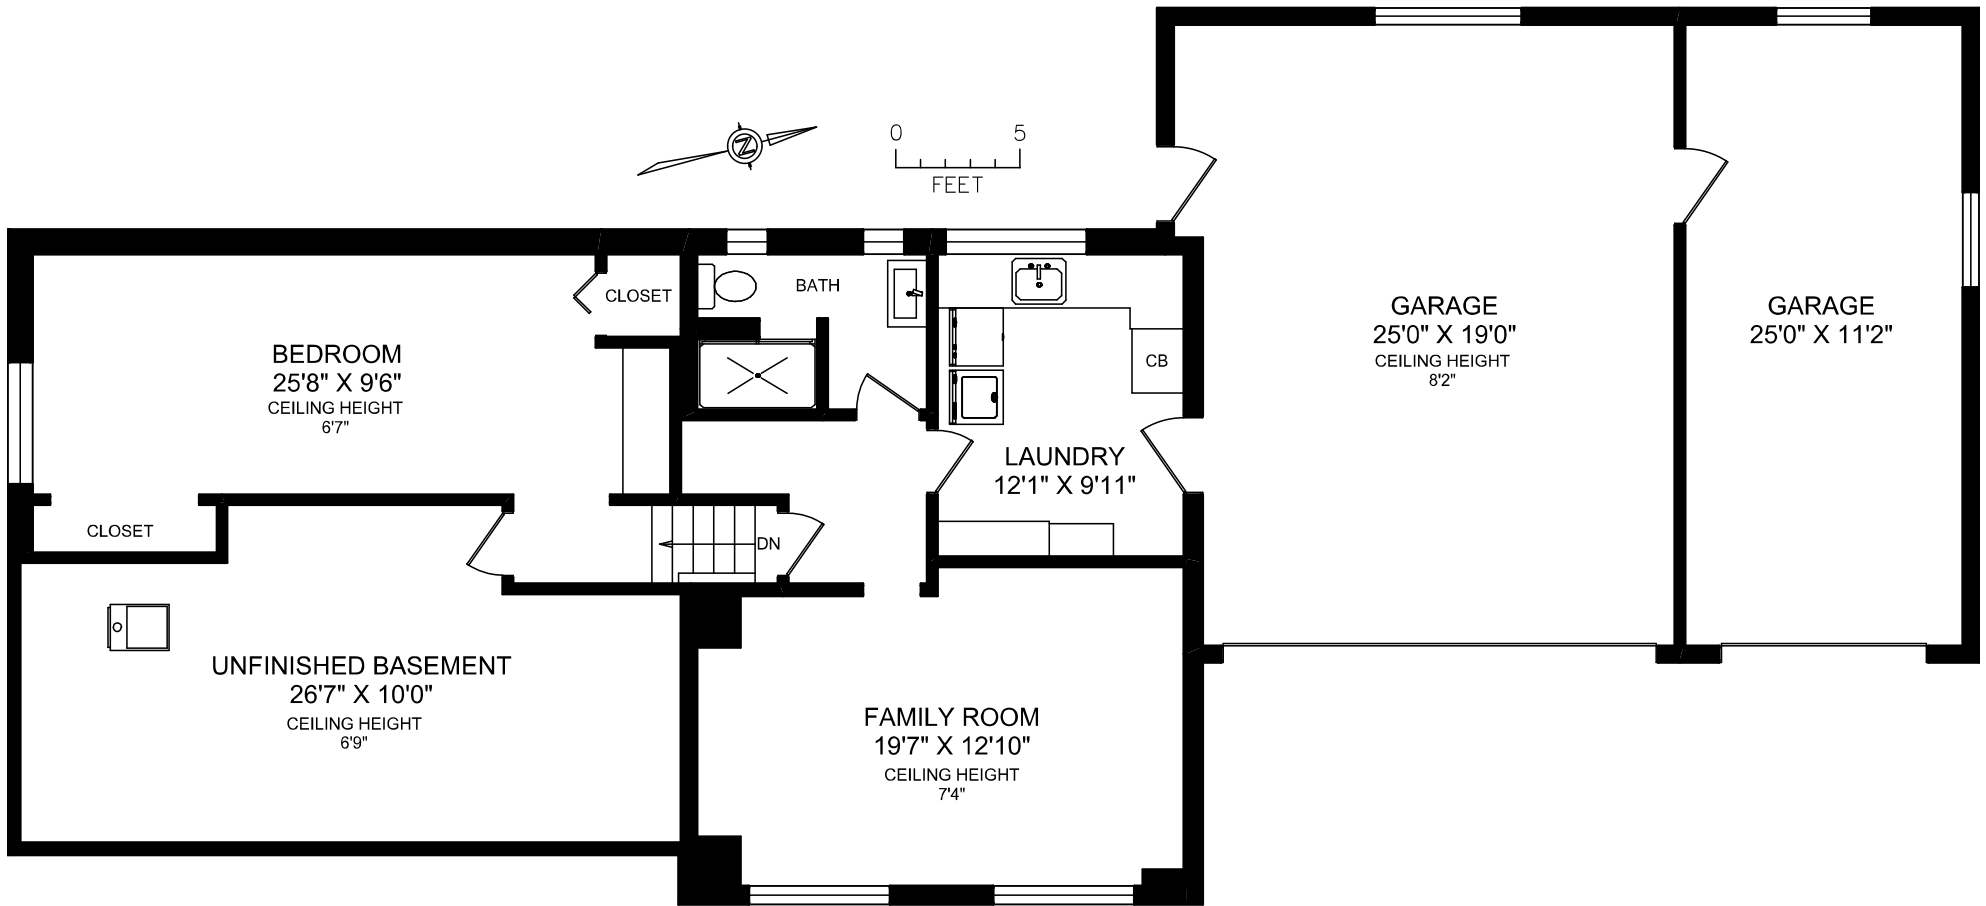 N
0 5
FEET
GARAGE
25'0" X 19'0"
CEILING HEIGHT
8'2"
GARAGE
25'0" X 11'2"
BATH
CLOSET
BEDROOM
25'8" X 9'6"
CEILING HEIGHT
6'7"
CB
LAUNDRY
12'1" X 9'11"
CLOSET
DN
UNFINISHED BASEMENT
26'7" X 10'0"
CEILING HEIGHT
6'9"
FAMILY ROOM
19'7" X 12'10"
CEILING HEIGHT
7'4"